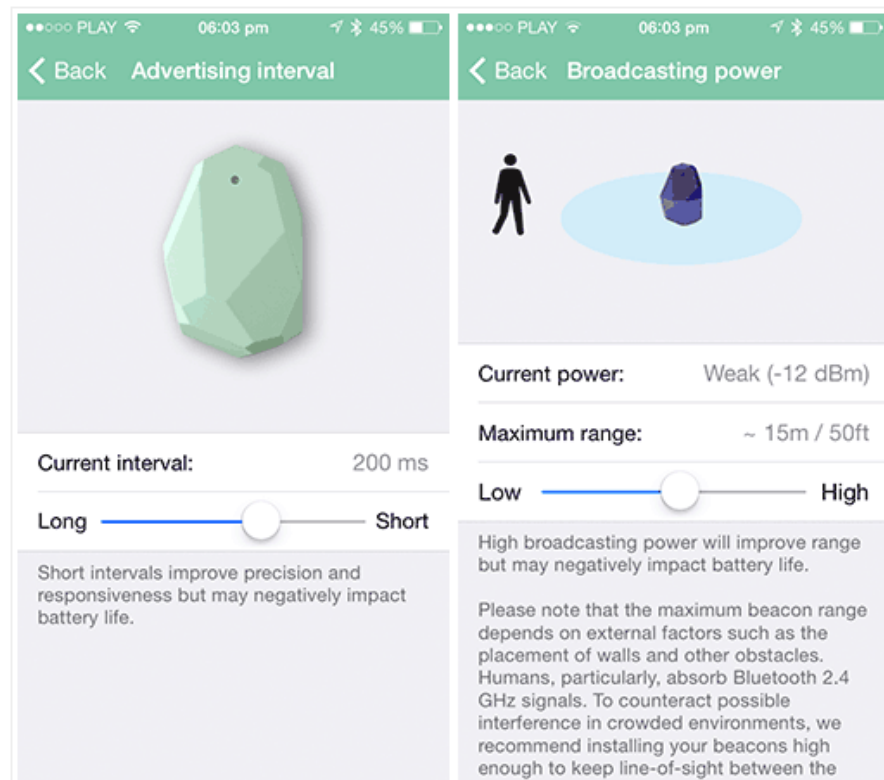 PLAY 06:03 pm 45%
Back Advertising interval
Current interval: 200 ms
Long Short
Short intervals improve precision and
responsiveness but may negatively impact
battery life.
PLAY 06:03 pm 45%
Back Broadcasting power
Current power: Weak (-12 dBm)
Maximum range: ~ 15m / 50ft
Low High
High broadcasting power will improve range
but may negatively impact battery life.
Please note that the maximum beacon range
depends on external factors such as the
placement of walls and other obstacles.
Humans, particularly, absorb Bluetooth 2.4
GHz signals. To counteract possible
interference in crowded environments, we
recommend installing your beacons high
enough to keep line-of-sight between the